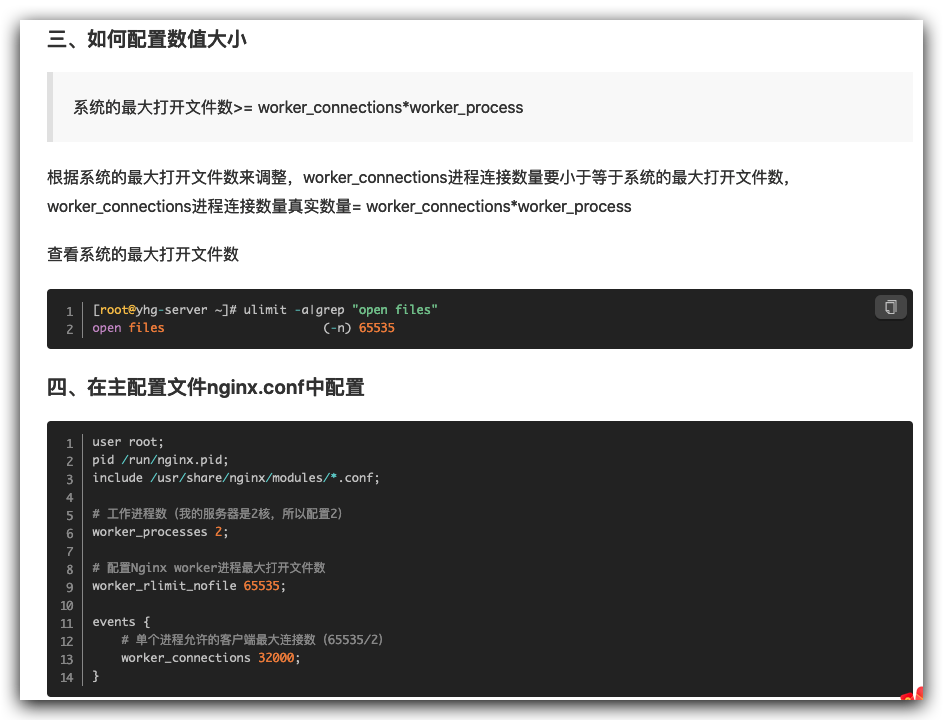 三、如何配置数值大小
系统的最大打开文件数>= worker_connections*worker_process
根据系统的最大打开文件数来调整，worker_connections进程连接数量要小于等于系统的最大打开文件数，
worker_connections进程连接数量真实数量= worker_connections*worker_process
查看系统的最大打开文件数
1 [root@yhg-server ~]# ulimit -a|grep "open files"
2 open files                      (-n) 65535
四、在主配置文件nginx.conf中配置
1 user root;
2 pid /run/nginx.pid;
3 include /usr/share/nginx/modules/*.conf;
4
5 # 工作进程数（我的服务器是2核，所以配置2）
6 worker_processes 2;
7
8 # 配置Nginx worker进程最大打开文件数
9 worker_rlimit_nofile 65535;
10
11 events {
12     # 单个进程允许的客户端最大连接数（65535/2）
13     worker_connections 32000;
14 }